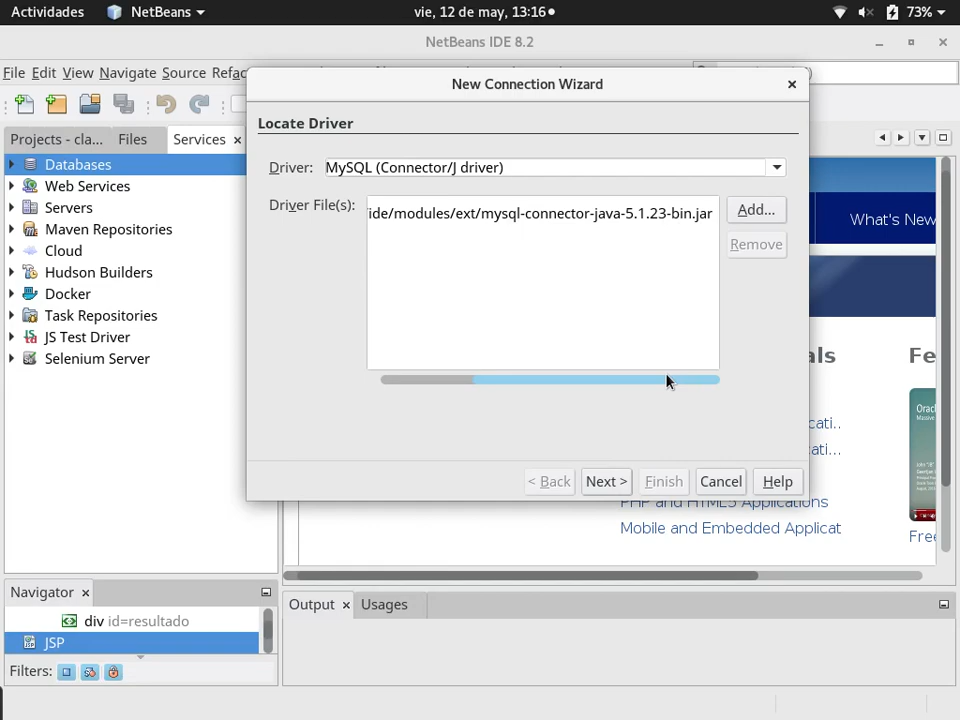 Actividades NetBeans vie, 12 de may, 13:16 73%
NetBeans IDE 8.2
File Edit View Navigate Source Refac
New Connection Wizard
Locate Driver
Projects - cla... Files Services
Driver: MySQL (Connector/J driver)
Databases
Web Services
Driver File(s): ide/modules/ext/mysql-connector-java-5.1.23-bin.jar Add...
Servers
What's New
Maven Repositories
Remove
Cloud
Hudson Builders
Docker
Task Repositories
JS Test Driver
als Fe
Selenium Server
Oracl
cati..
cati...
< Back Next > Finish Cancel Help
PHP and HTML5 Applications
Mobile and Embedded Applicat
Free
Navigator
Output Usages
div id=resultado
JSP
Filters: